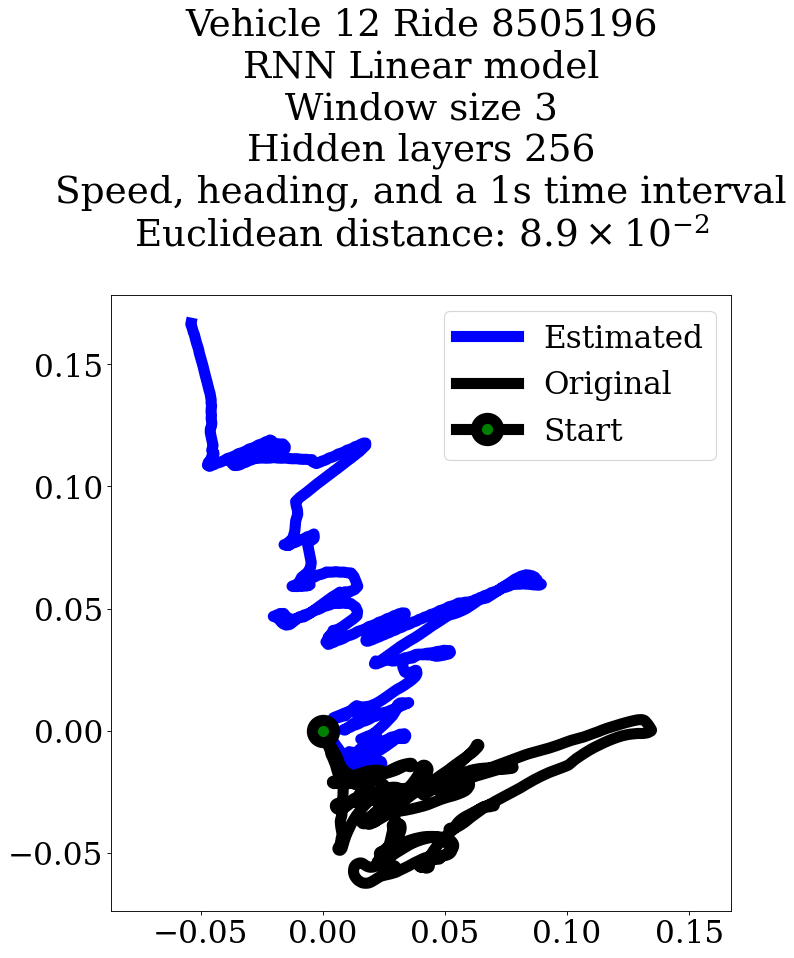 Vehicle 12 Ride 8505196
RNN Linear model
Window size 3
Hidden layers 256
Speed, heading, and a 1s time interval
Euclidean distance: 8.9 × 10⁻²
Estimated
Original
Start
0.15
0.10
0.05
0.00
−0.05
−0.05 0.00 0.05 0.10 0.15